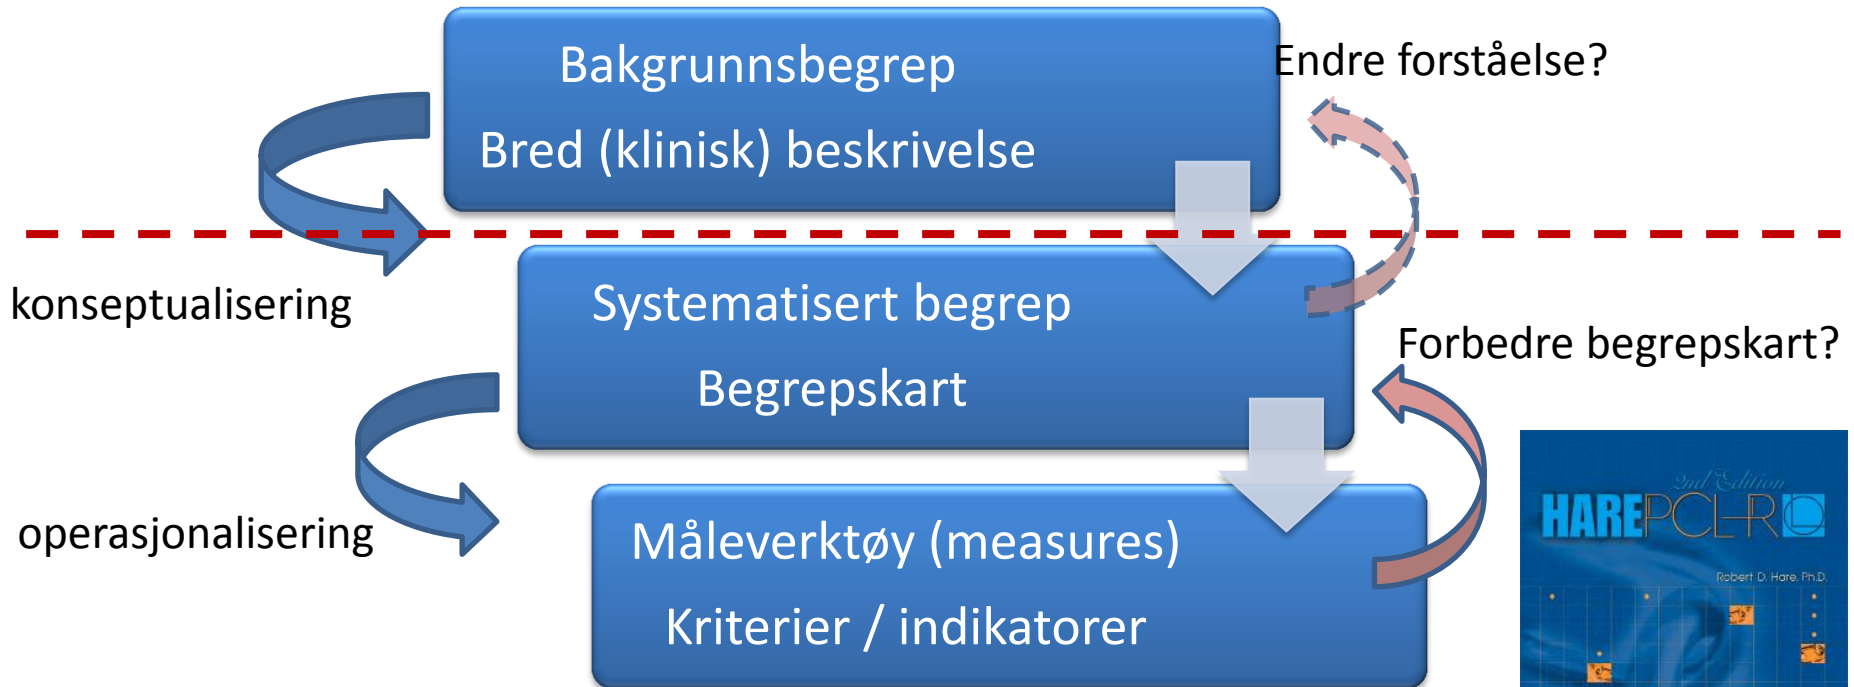 Bakgrunnsbegrep
Bred (klinisk) beskrivelse
Endre forståelse?
konseptualisering
Systematisert begrep
Begrepskart
Forbedre begrepskart?
operasjonalisering
Måleverktøy (measures)
Kriterier / indikatorer
2nd Edition
HARE PCL-R
Robert D. Hare, Ph.D.